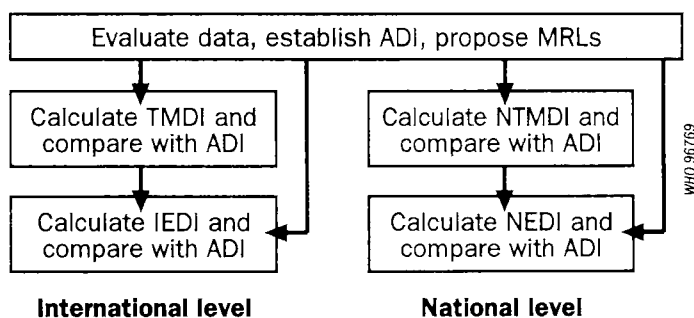 Evaluate data, establish ADI, propose MRLs
Calculate TMDI and
compare with ADI
Calculate NTMDI and
compare with ADI
Calculate IEDI and
compare with ADI
Calculate NEDI and
compare with ADI
International level
National level
WHO 96769